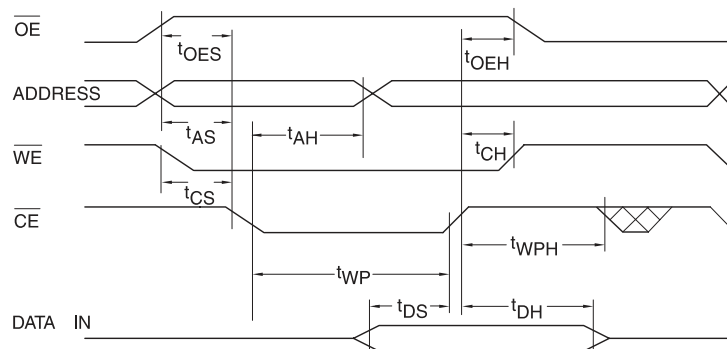 OE
tOES
tOEH
ADDRESS
tAS
tAH
WE
tCH
tCS
CE
tWPH
tWP
tDS
tDH
DATA IN